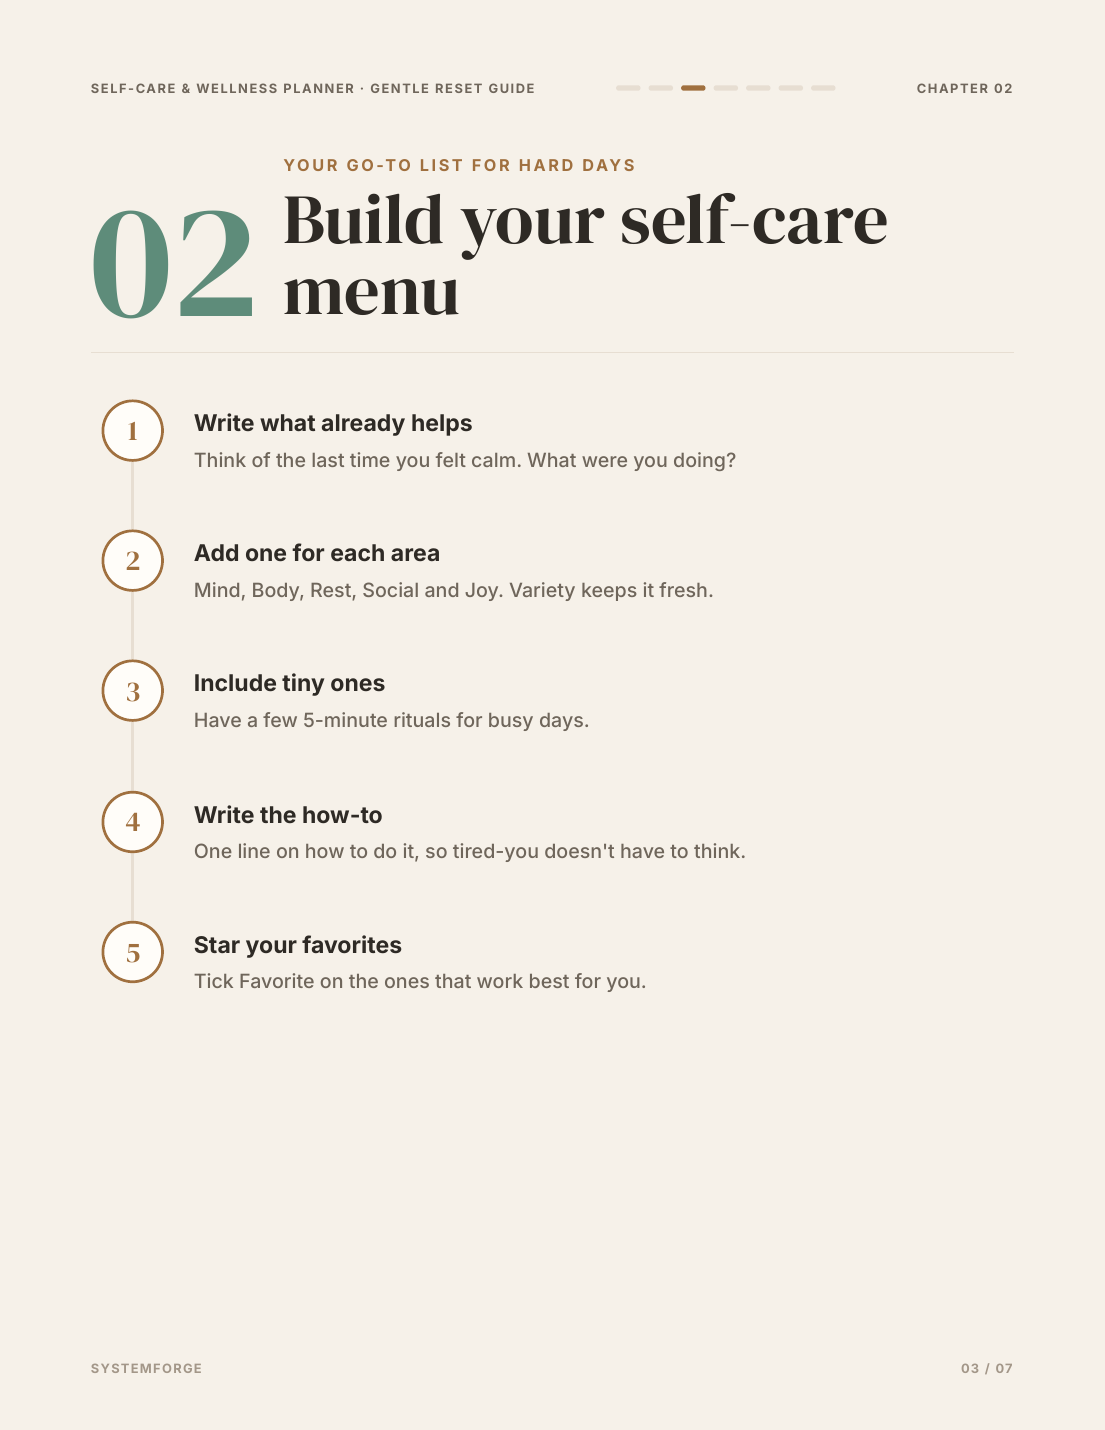 SELF-CARE & WELLNESS PLANNER · GENTLE RESET GUIDE
CHAPTER 02
YOUR GO-TO LIST FOR HARD DAYS
02
Build your self-care
menu
1
Write what already helps
Think of the last time you felt calm. What were you doing?
2
Add one for each area
Mind, Body, Rest, Social and Joy. Variety keeps it fresh.
3
Include tiny ones
Have a few 5-minute rituals for busy days.
4
Write the how-to
One line on how to do it, so tired-you doesn't have to think.
5
Star your favorites
Tick Favorite on the ones that work best for you.
SYSTEMFORGE
03 / 07